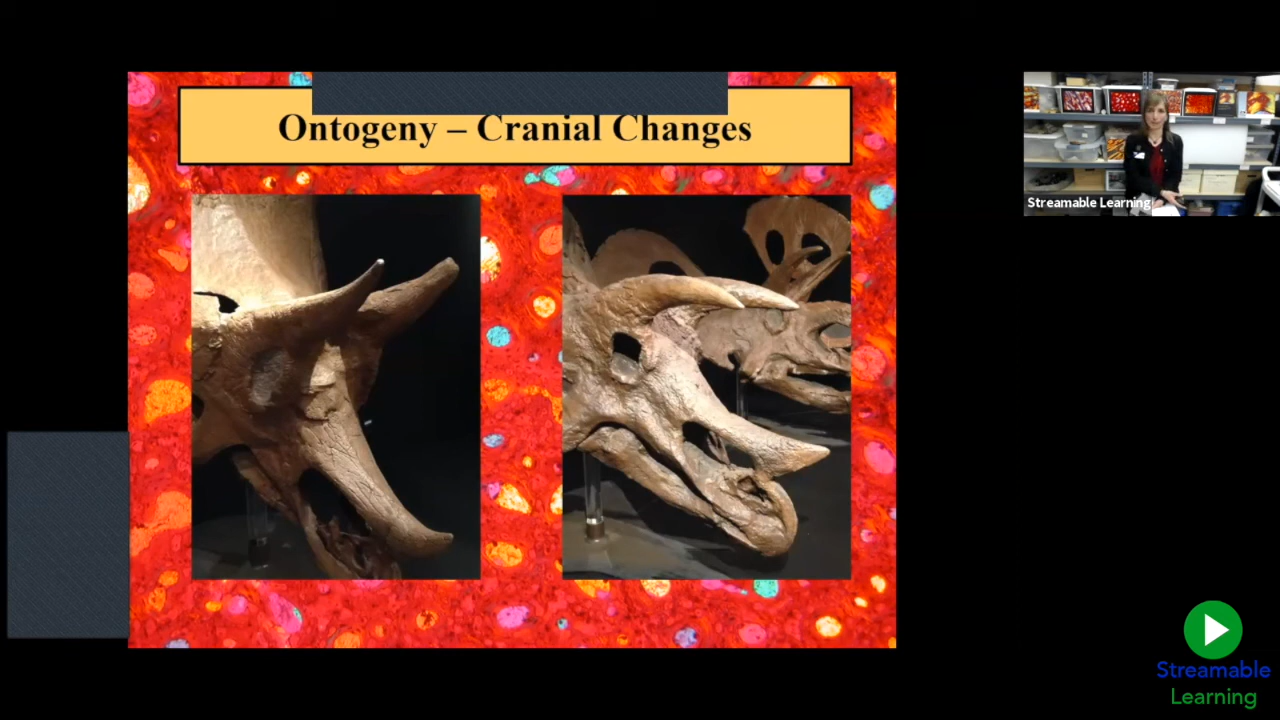 Ontogeny – Cranial Changes
Streamable Learning
Streamable
Learning